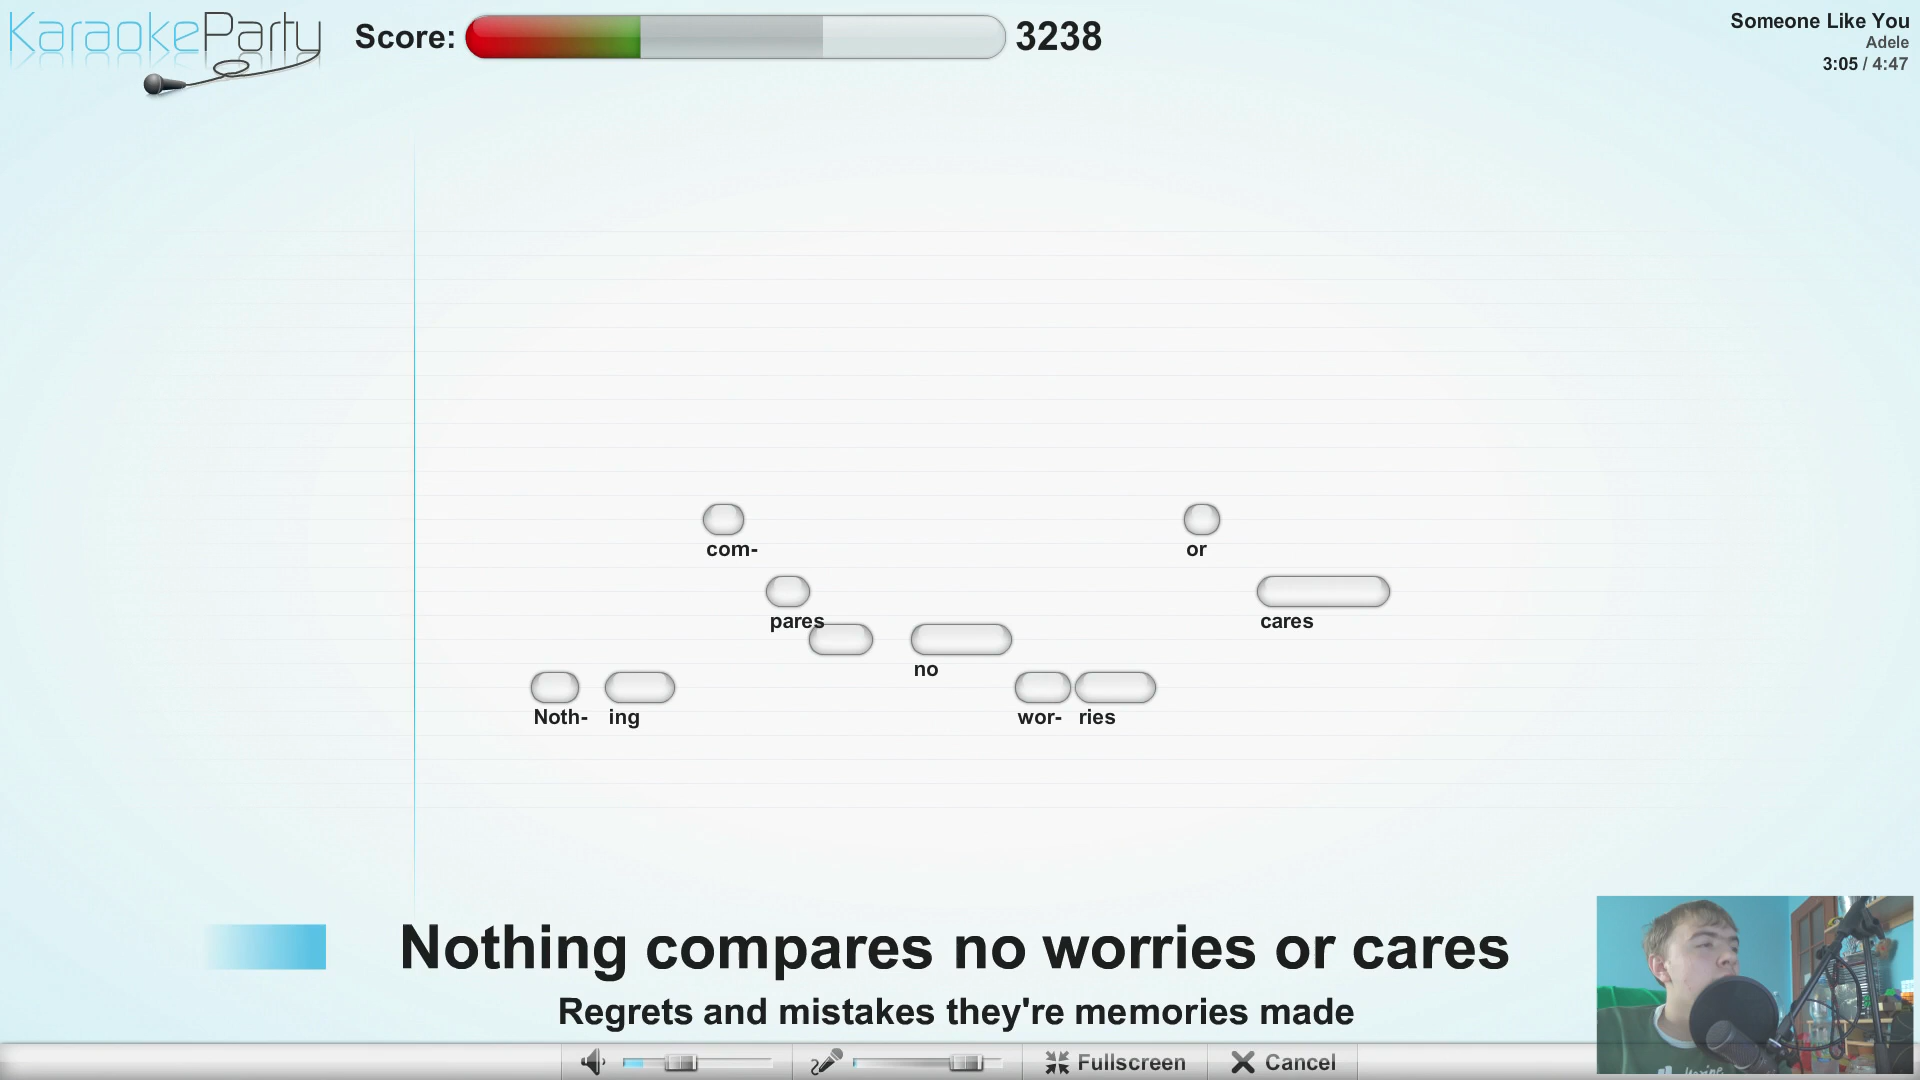 KaraokeParty
Score: 3238
Someone Like You
Adele
3:05 / 4:47
com-
or
pares
cares
no
Noth- ing
wor- ries
Nothing compares no worries or cares
Regrets and mistakes they're memories made
Fullscreen
Cancel